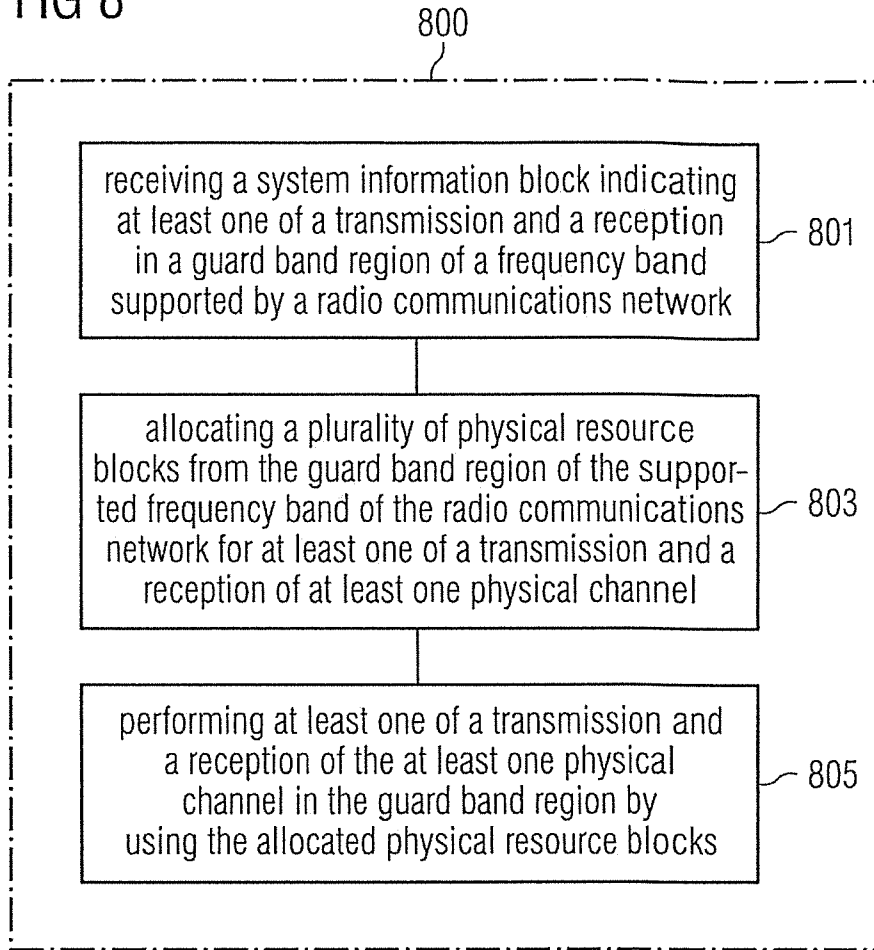 FIG 8
800
receiving a system information block indicating
at least one of a transmission and a reception
in a guard band region of a frequency band
supported by a radio communications network
801
allocating a plurality of physical resource
blocks from the guard band region of the suppor-
ted frequency band of the radio communications
network for at least one of a transmission and a
reception of at least one physical channel
803
performing at least one of a transmission and
a reception of the at least one physical
channel in the guard band region by
using the allocated physical resource blocks
805